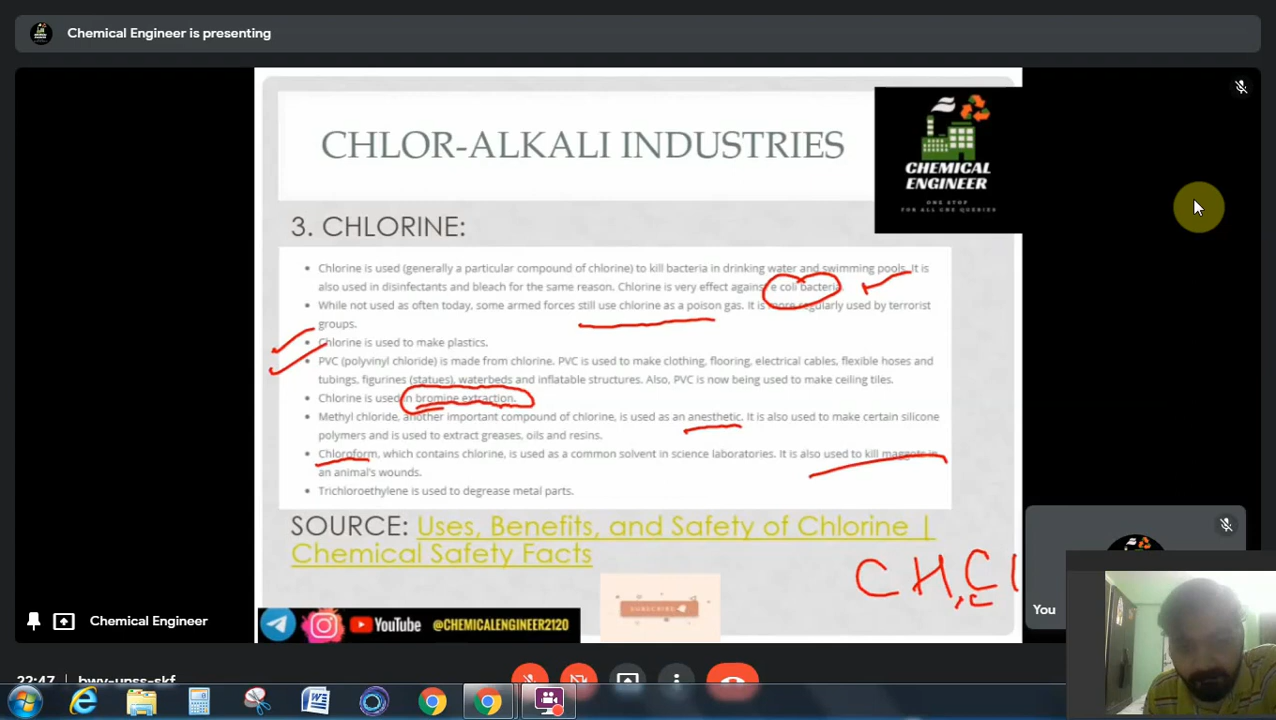 Chemical Engineer is presenting
CHLOR-ALKALI INDUSTRIES
CHEMICAL
ENGINEER
ONE STOP
FOR ALL CHE QUERIES
3. CHLORINE:
• Chlorine is used (generally a particular compound of chlorine) to kill bacteria in drinking water and swimming pools. It is
also used in disinfectants and bleach for the same reason. Chlorine is very effect against e coli bacteria.
• While not used as often today, some armed forces still use chlorine as a poison gas. It is more regularly used by terrorist
groups.
• Chlorine is used to make plastics.
• PVC (polyvinyl chloride) is made from chlorine. PVC is used to make clothing, flooring, electrical cables, flexible hoses and
tubings, figurines (statues), waterbeds and inflatable structures. Also, PVC is now being used to make ceiling tiles.
• Chlorine is used in bromine extraction.
• Methyl chloride, another important compound of chlorine, is used as an anesthetic. It is also used to make certain silicone
polymers and is used to extract greases, oils and resins.
• Chloroform, which contains chlorine, is used as a common solvent in science laboratories. It is also used to kill maggots in
an animal's wounds.
• Trichloroethylene is used to degrease metal parts.
SOURCE: Uses, Benefits, and Safety of Chlorine |
Chemical Safety Facts
SUBSCRIBE
You
Chemical Engineer
YouTube @CHEMICALENGINEER2120
22:47